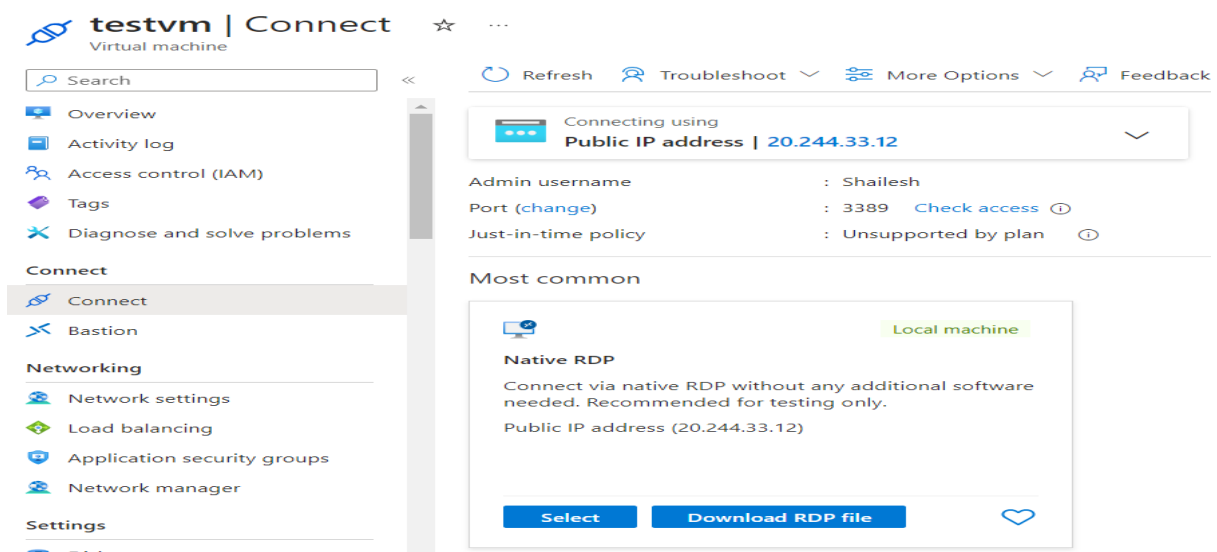 testvm | Connect
Virtual machine
Search
Overview
Activity log
Access control (IAM)
Tags
Diagnose and solve problems
Connect
Connect
Bastion
Networking
Network settings
Load balancing
Application security groups
Network manager
Settings
Refresh Troubleshoot More Options Feedback
Connecting using
Public IP address | 20.244.33.12
Admin username : Shailesh
Port (change) : 3389 Check access
Just-in-time policy : Unsupported by plan
Most common
Local machine
Native RDP
Connect via native RDP without any additional software
needed. Recommended for testing only.
Public IP address (20.244.33.12)
Select Download RDP file